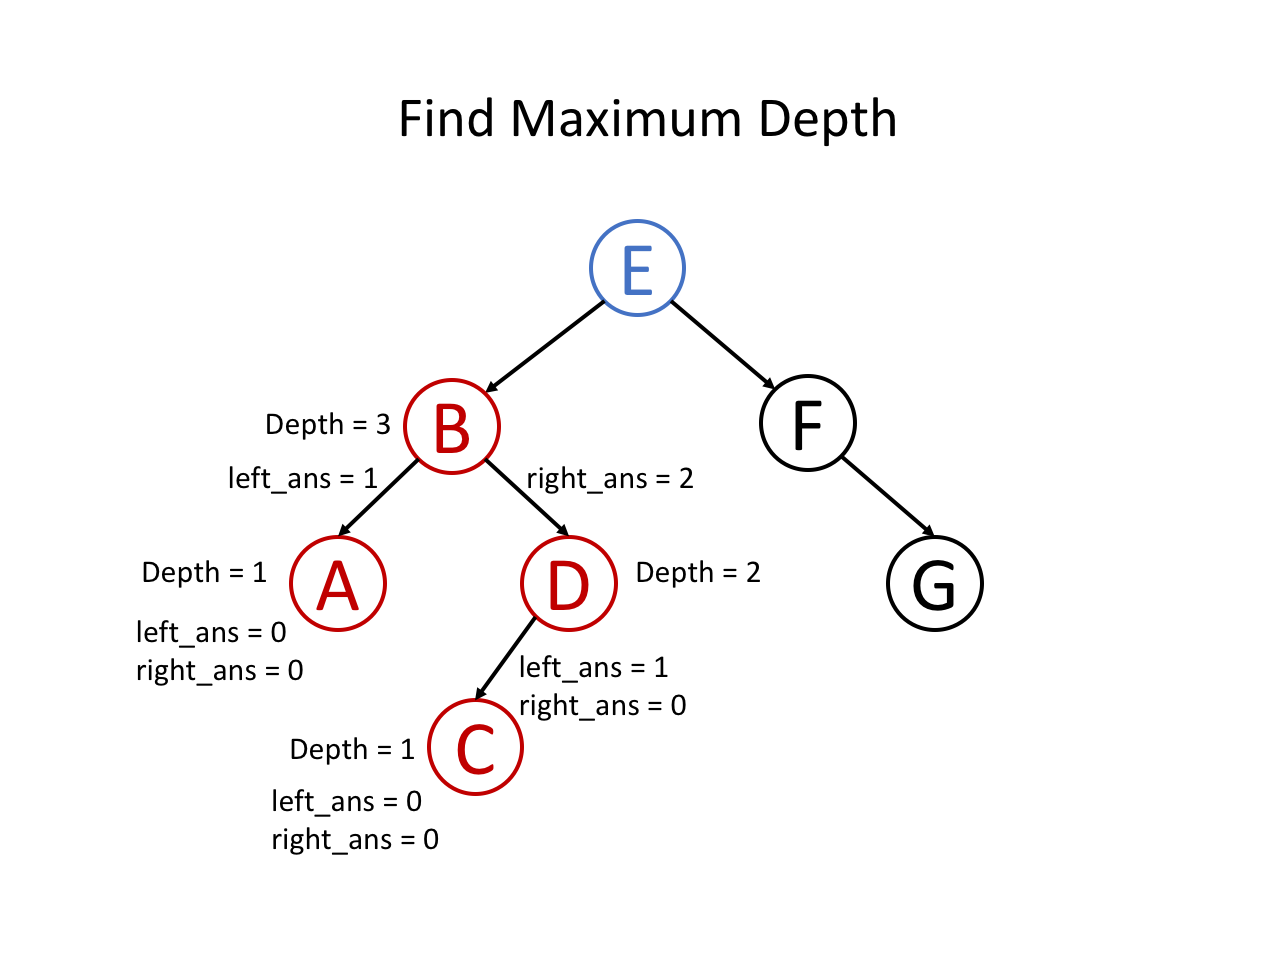 Find Maximum Depth
E
B
F
Depth = 3
left_ans = 1
right_ans = 2
Depth = 1
A
D
Depth = 2
G
left_ans = 0
right_ans = 0
left_ans = 1
right_ans = 0
Depth = 1
C
left_ans = 0
right_ans = 0